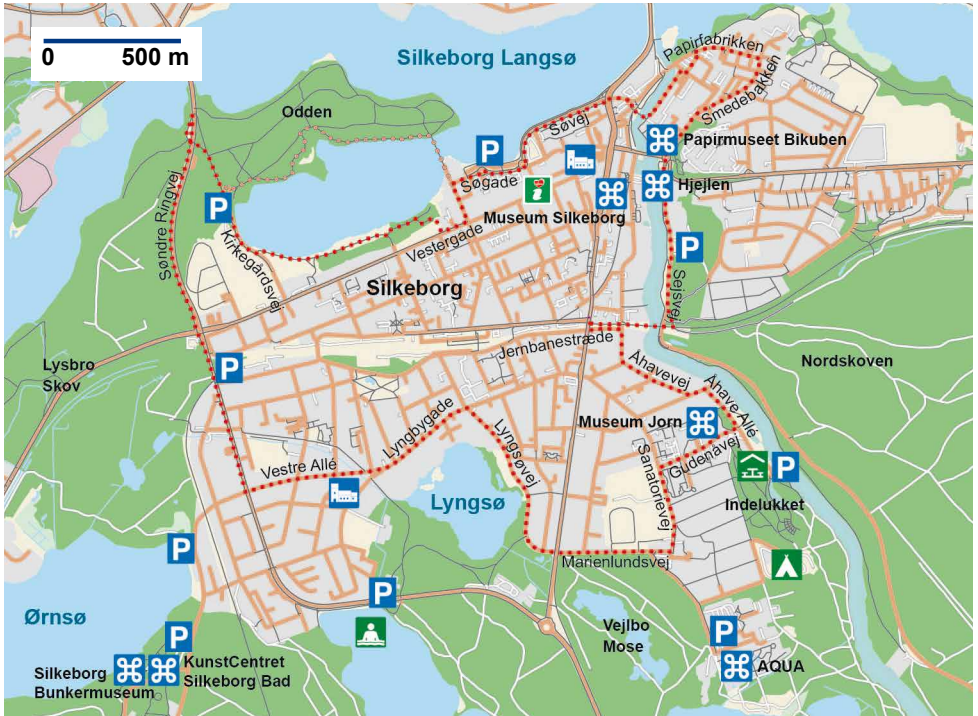 0 500 m
Silkeborg Langsø
Papirfabrikken
Smedebakken
Odden
Søvej
P
Papirmuseet Bikuben
Søndre Ringvej
P
Kirkegårdsvej
Søgade
i
Museum Silkeborg
Hjejlen
Vestergade
P
Sejsvej
Silkeborg
Lysbro
Skov
P
Jernbanestræde
Åhavevej
Nordskoven
Åhave Allé
Museum Jorn
Lyngbygade
Lyngsøvej
Vestre Allé
Sanatorievej
Gudenåvej
P
Lyngsø
Indelukket
Marienlundsvej
P
P
Ørnsø
P
Vejlbo
Mose
P
Silkeborg
Bunkermuseum
KunstCentret
Silkeborg Bad
AQUA